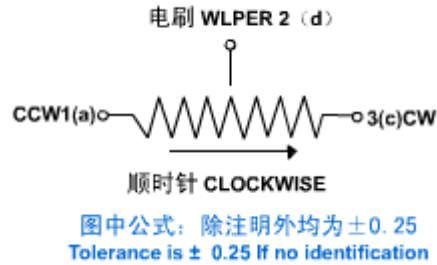 电刷 WLPER 2（d）
CCW1(a) 3(c)CW
顺时针 CLOCKWISE
图中公式：除注明外均为±0.25
Tolerance is ± 0.25 If no identification